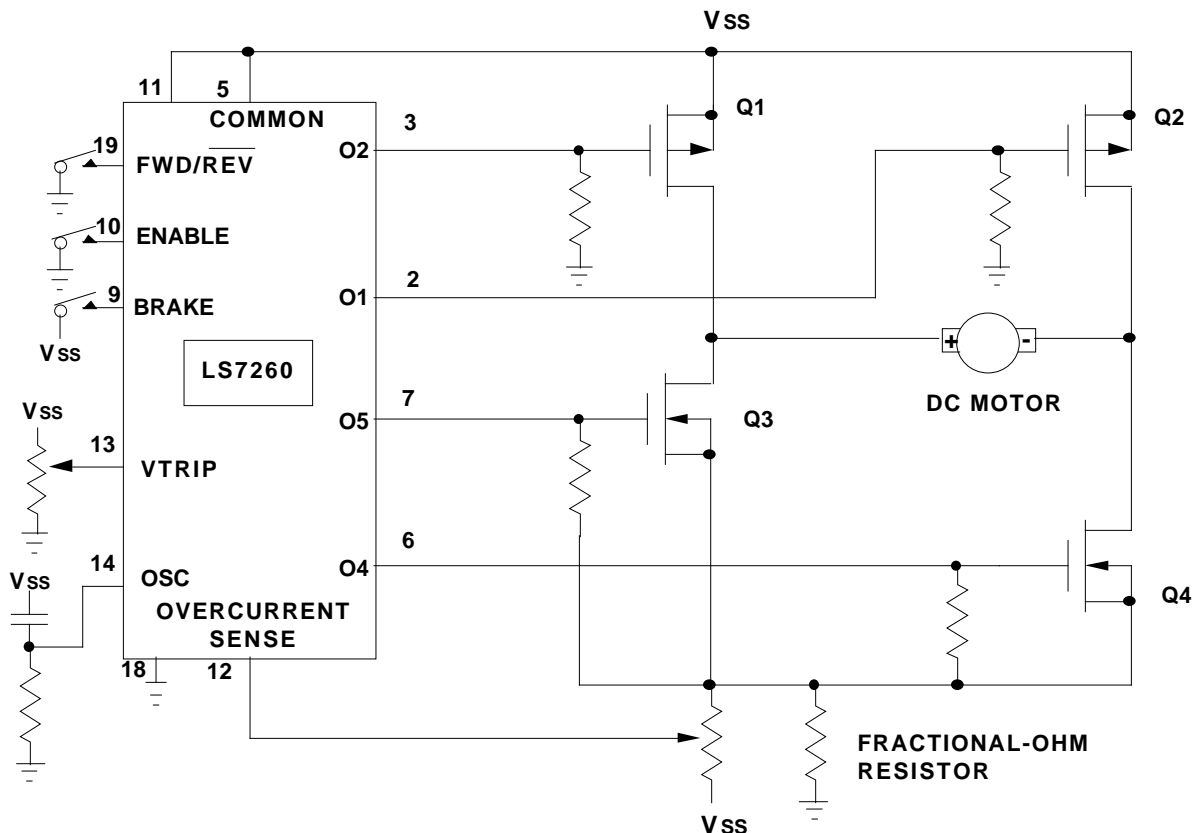 VSS
11
5
COMMON
3
Q1
Q2
19
FWD/REV
O2
10
ENABLE
2
9
BRAKE
O1
VSS
LS7260
+
-
DC MOTOR
VSS
7
O5
Q3
13
VTRIP
6
14
OSC
O4
VSS
OVERCURRENT
SENSE
Q4
18
12
FRACTIONAL-OHM
RESISTOR
VSS